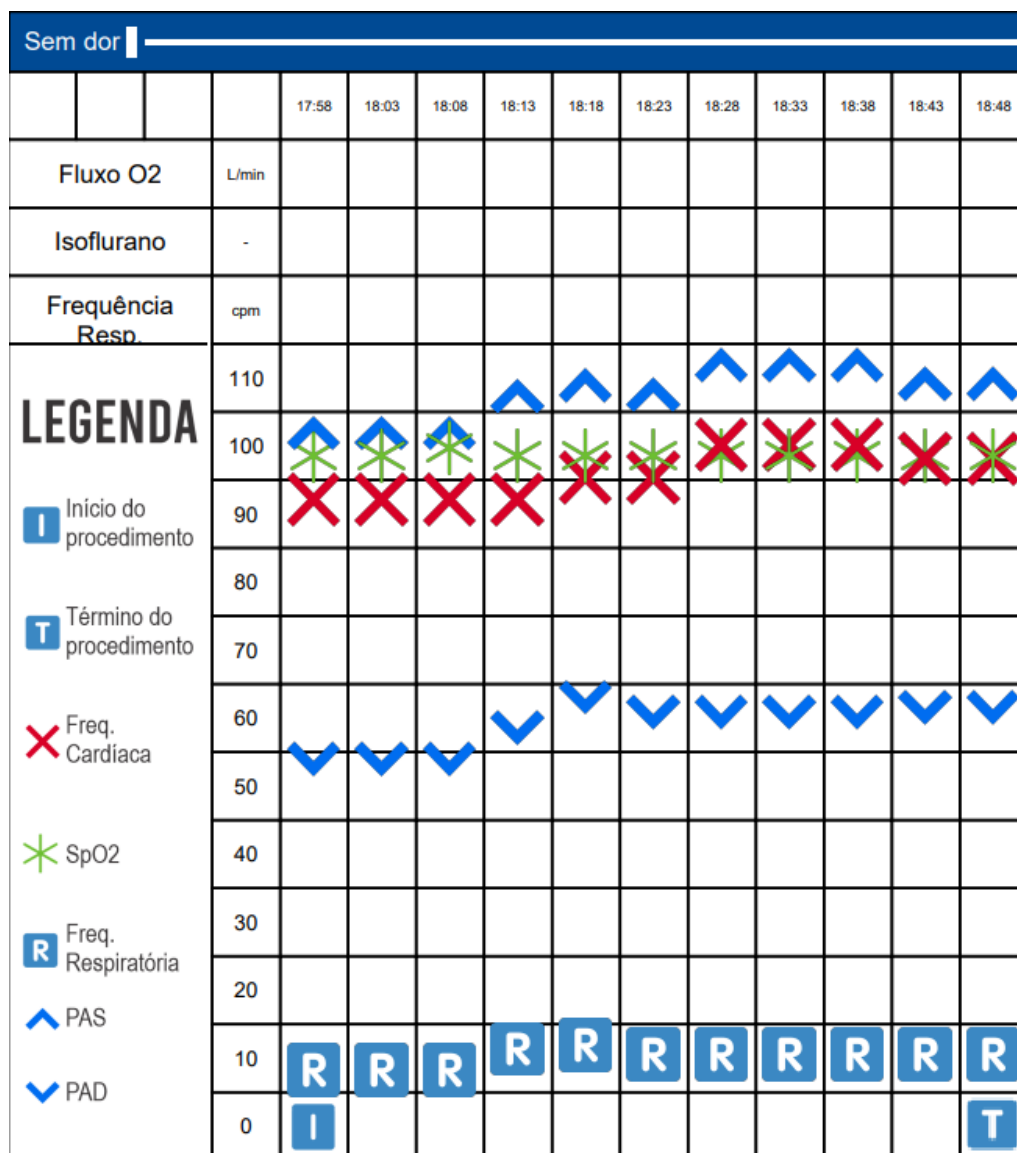 Sem dor
17:58 18:03 18:08 18:13 18:18 18:23 18:28 18:33 18:38 18:43 18:48
Fluxo O2 L/min
Isoflurano -
Frequência
Resp.
cpm
LEGENDA
Início do
procedimento
Término do
procedimento
Freq.
Cardíaca
SpO2
Freq.
Respiratória
PAS
PAD
110
100
90
80
70
60
50
40
30
20
10
0
R R R R R R R R R R R
I T
I
T
R